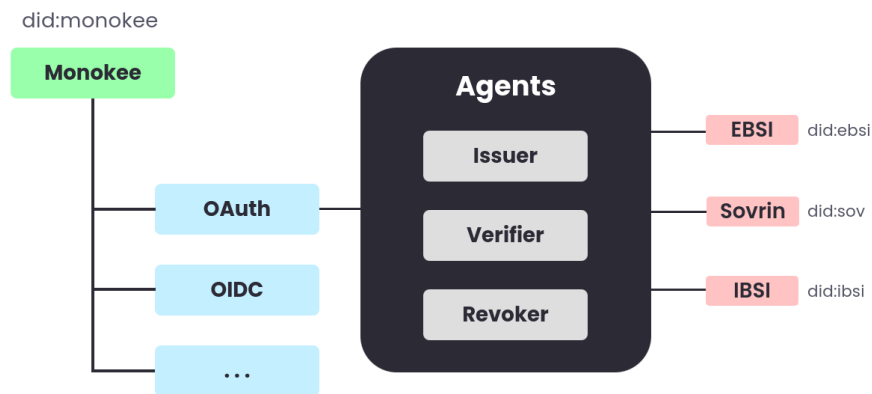 did:monokee
Monokee
Agents
EBSI did:ebsi
Issuer
OAuth
Sovrin did:sov
Verifier
OIDC
IBSI did:ibsi
Revoker
...